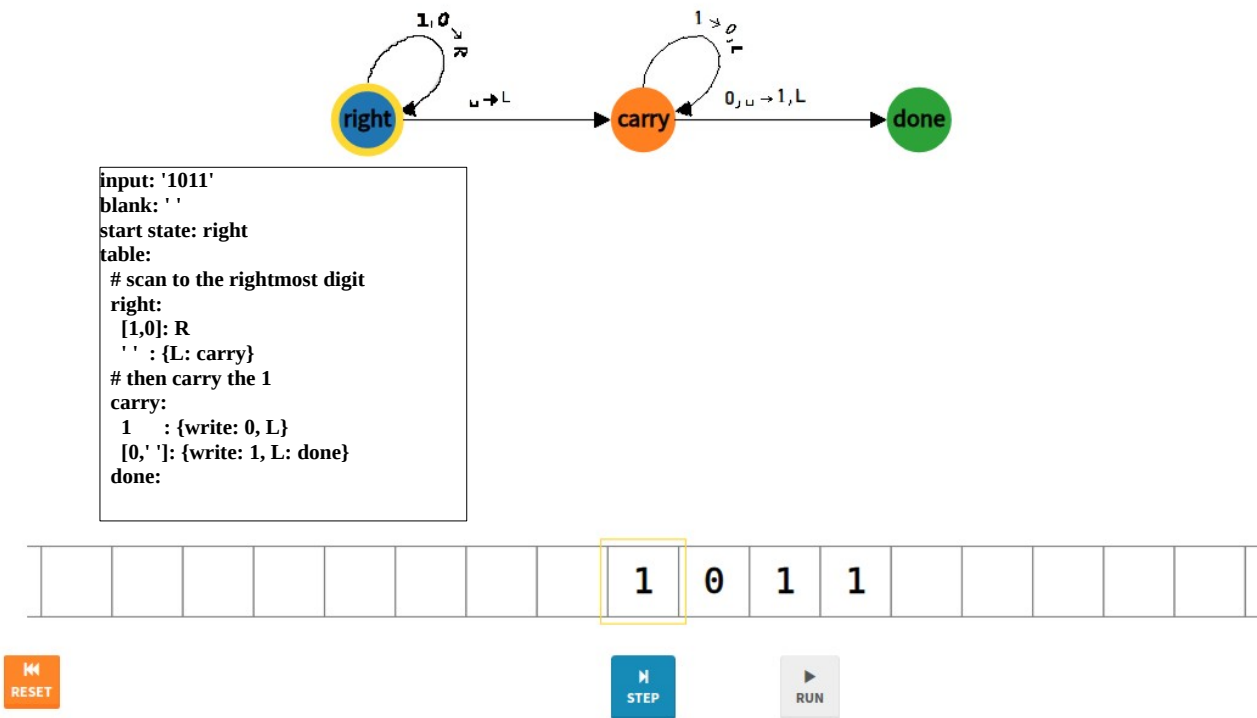 1,0→R
1→0,L
␣→L
0,␣→1,L
right
carry
done
input: '1011'
blank: ' '
start state: right
table:
# scan to the rightmost digit
right:
[1,0]: R
' ' : {L: carry}
# then carry the 1
carry:
1 : {write: 0, L}
[0,' ']: {write: 1, L: done}
done:
1 0 1 1
RESET
STEP
RUN